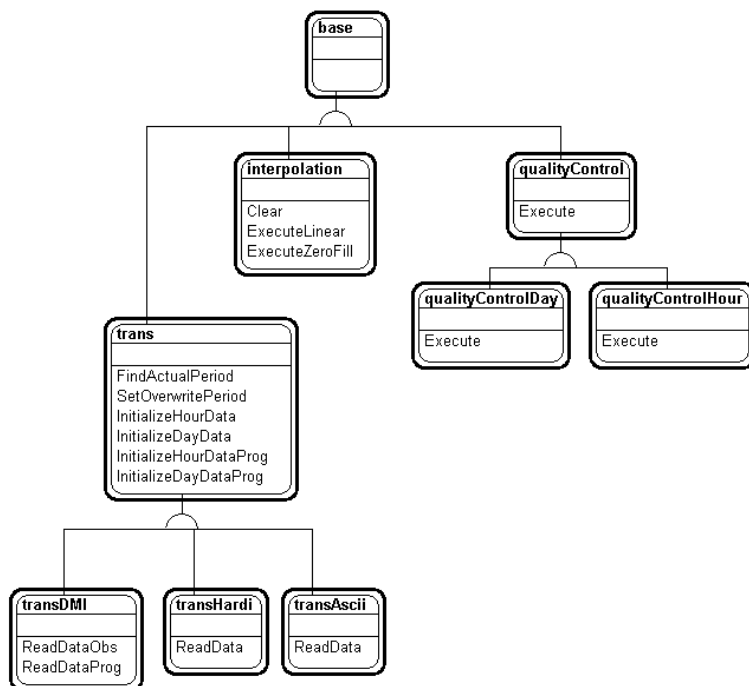 base
interpolation
Clear
ExecuteLinear
ExecuteZeroFill
qualityControl
Execute
qualityControlDay
Execute
qualityControlHour
Execute
trans
FindActualPeriod
SetOverwritePeriod
InitializeHourData
InitializeDayData
InitializeHourDataProg
InitializeDayDataProg
transDMI
ReadDataObs
ReadDataProg
transHardi
ReadData
transAscii
ReadData